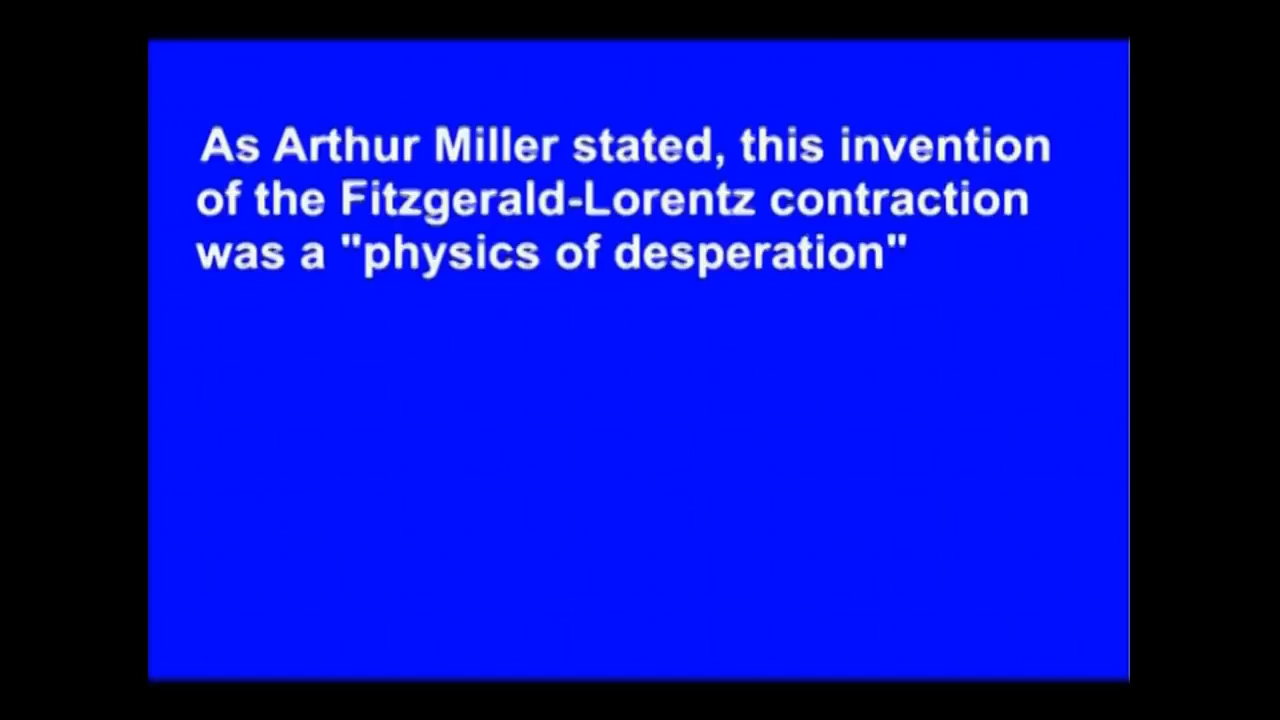 As Arthur Miller stated, this invention
of the Fitzgerald-Lorentz contraction
was a "physics of desperation"